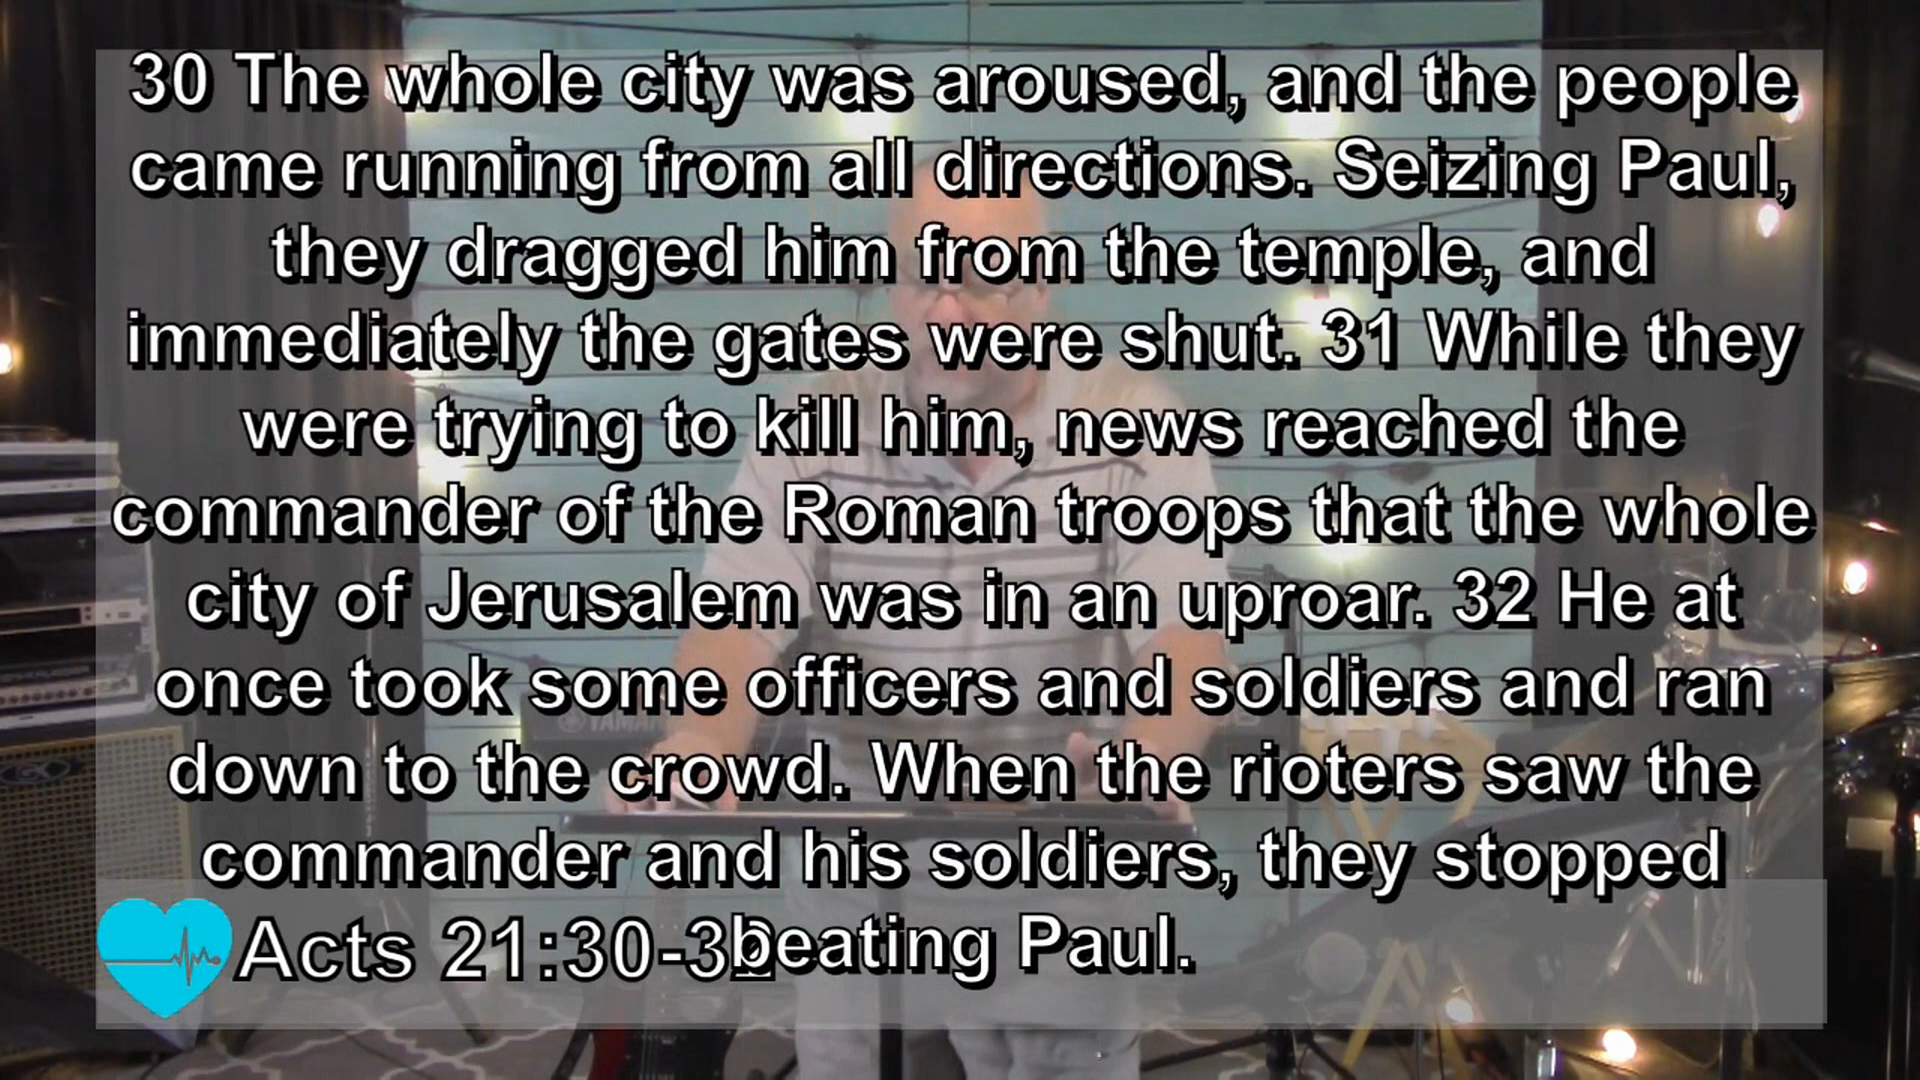 30 The whole city was aroused, and the people
came running from all directions. Seizing Paul,
they dragged him from the temple, and
immediately the gates were shut. 31 While they
were trying to kill him, news reached the
commander of the Roman troops that the whole
city of Jerusalem was in an uproar. 32 He at
once took some officers and soldiers and ran
down to the crowd. When the rioters saw the
commander and his soldiers, they stopped
beating Paul.
Acts 21:30-32